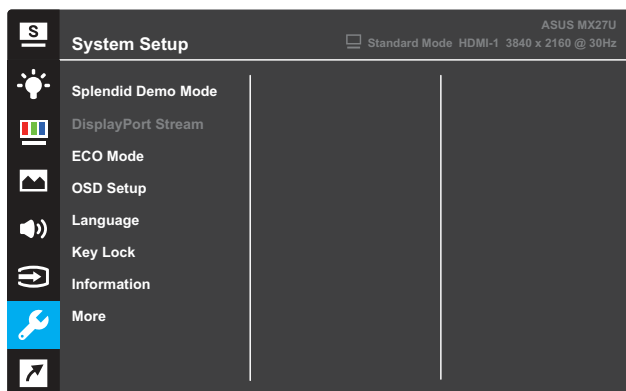 S
ASUS MX27U
System Setup
Standard Mode HDMI-1 3840 x 2160 @ 30Hz
Splendid Demo Mode
DisplayPort Stream
ECO Mode
OSD Setup
Language
Key Lock
Information
More